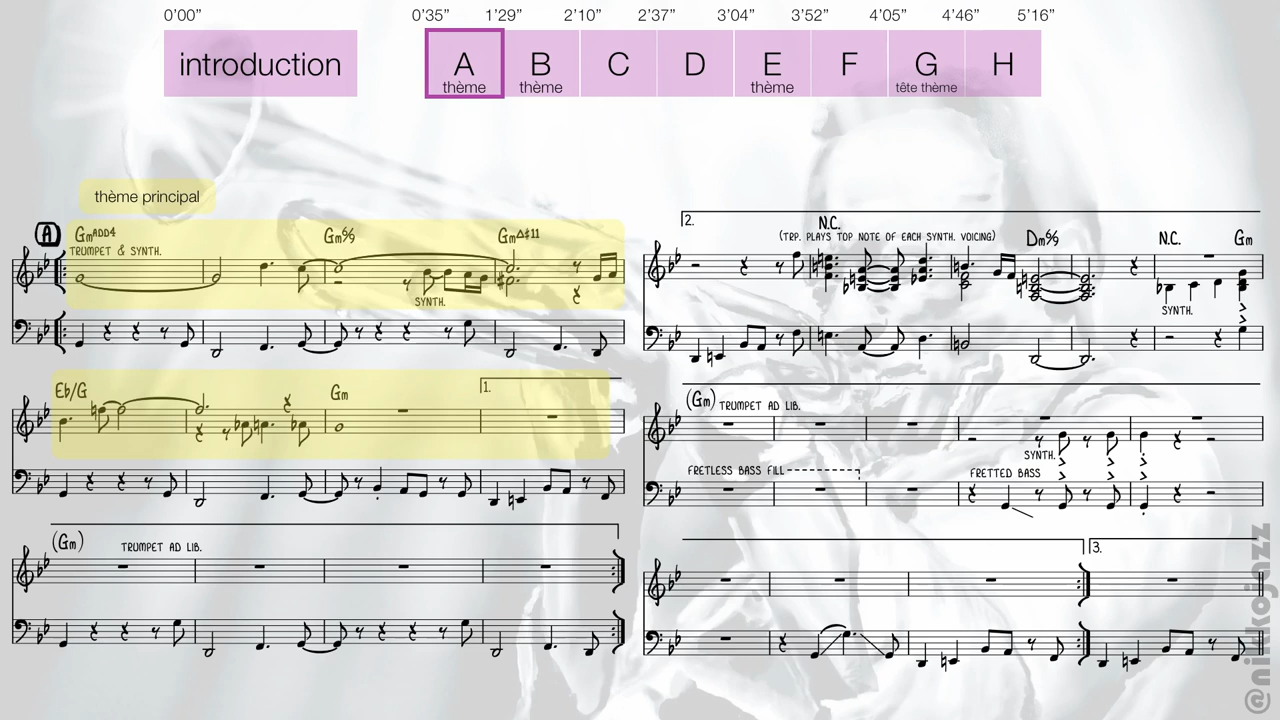 0'00" 0'35" 1'29" 2'10" 2'37" 3'04" 3'52" 4'05" 4'46" 5'16"
introduction A B C D E F G H
thème thème thème tête thème
thème principal
A GmADD4 Gm6/9 Gm△#11
TRUMPET & SYNTH.
SYNTH.
Eb/G Gm 1.
(Gm) TRUMPET AD LIB.
2. N.C. Dm6/9 N.C. Gm
(TRP. PLAYS TOP NOTE OF EACH SYNTH. VOICING)
SYNTH.
(Gm) TRUMPET AD LIB.
SYNTH.
FRETLESS BASS FILL FRETTED BASS
3.
@nikkojazz